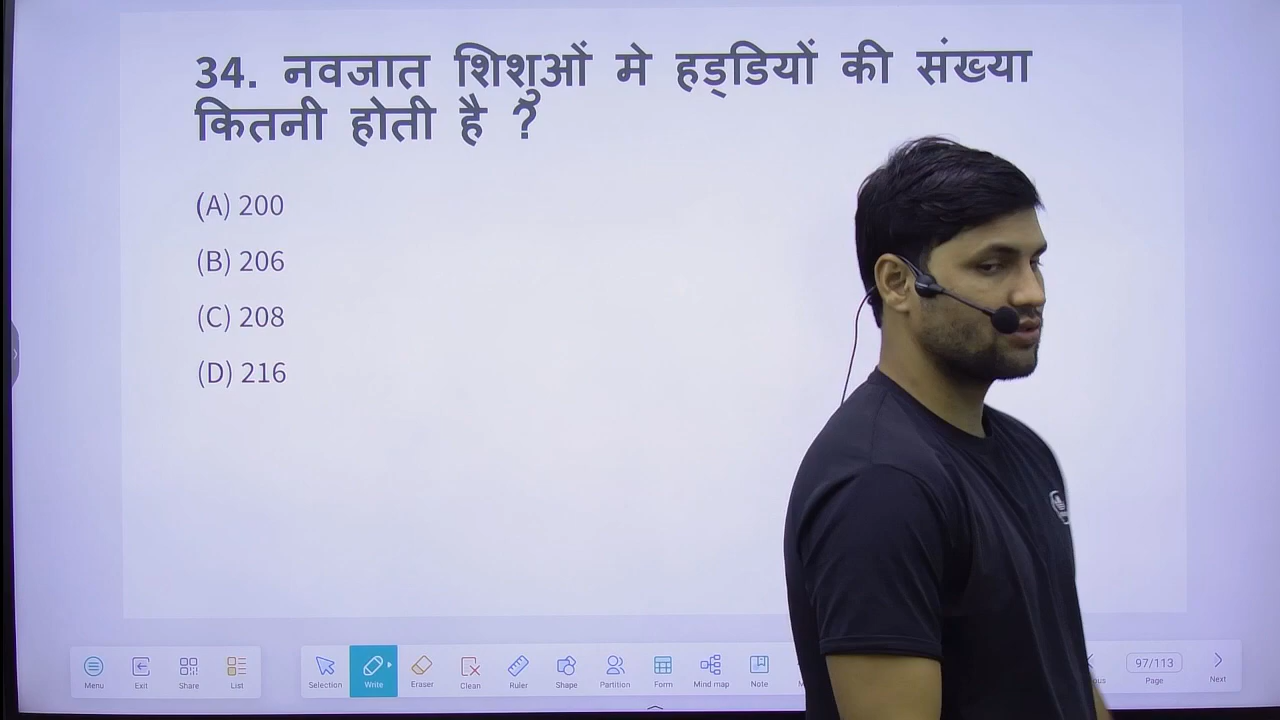 34. नवजात शिशुओं मे हड्डियों की संख्या
कितनी होती है ?
(A) 200
(B) 206
(C) 208
(D) 216
Menu
Exit
Share
List
Selection
Write
Eraser
Clean
Ruler
Shape
Partition
Form
Mind map
Note
97/113
Page
Next